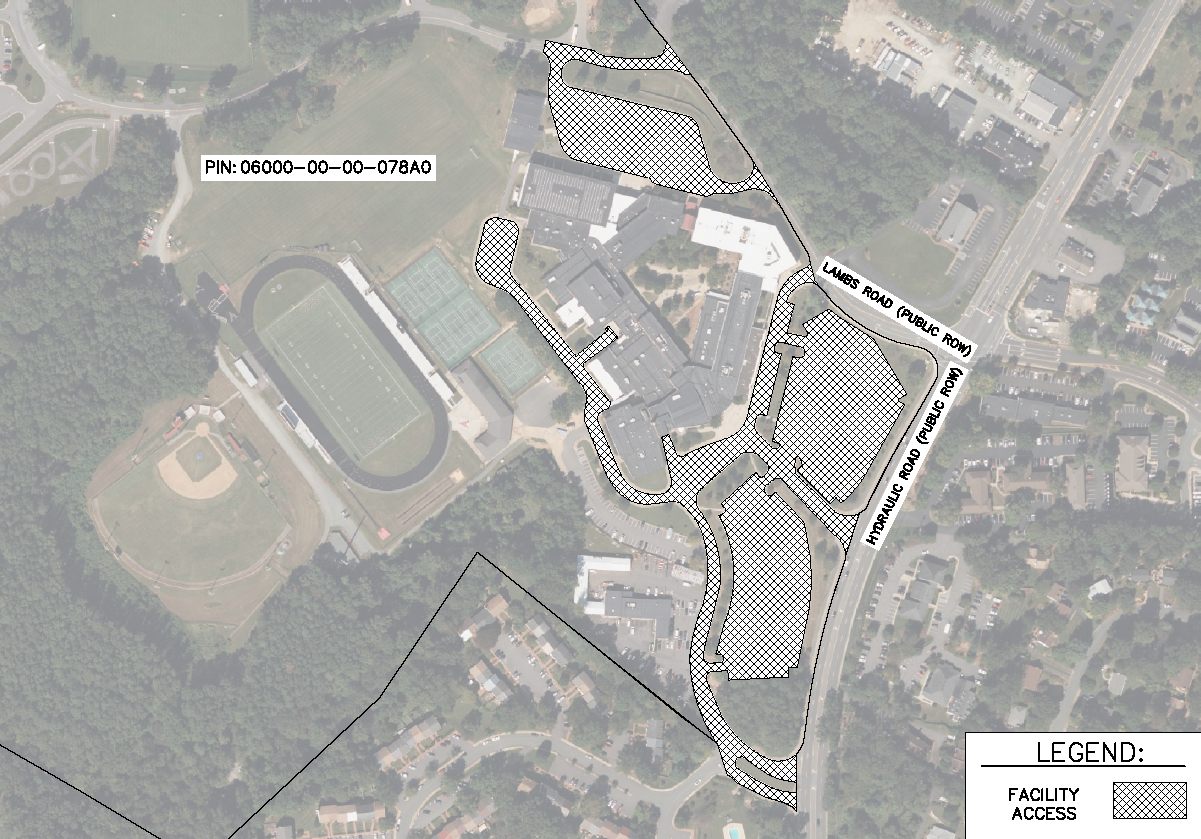 PIN: 06000-00-00-078A0
LAMBS ROAD (PUBLIC ROW)
HYDRAULIC ROAD (PUBLIC ROW)
LEGEND:
FACILITY
ACCESS